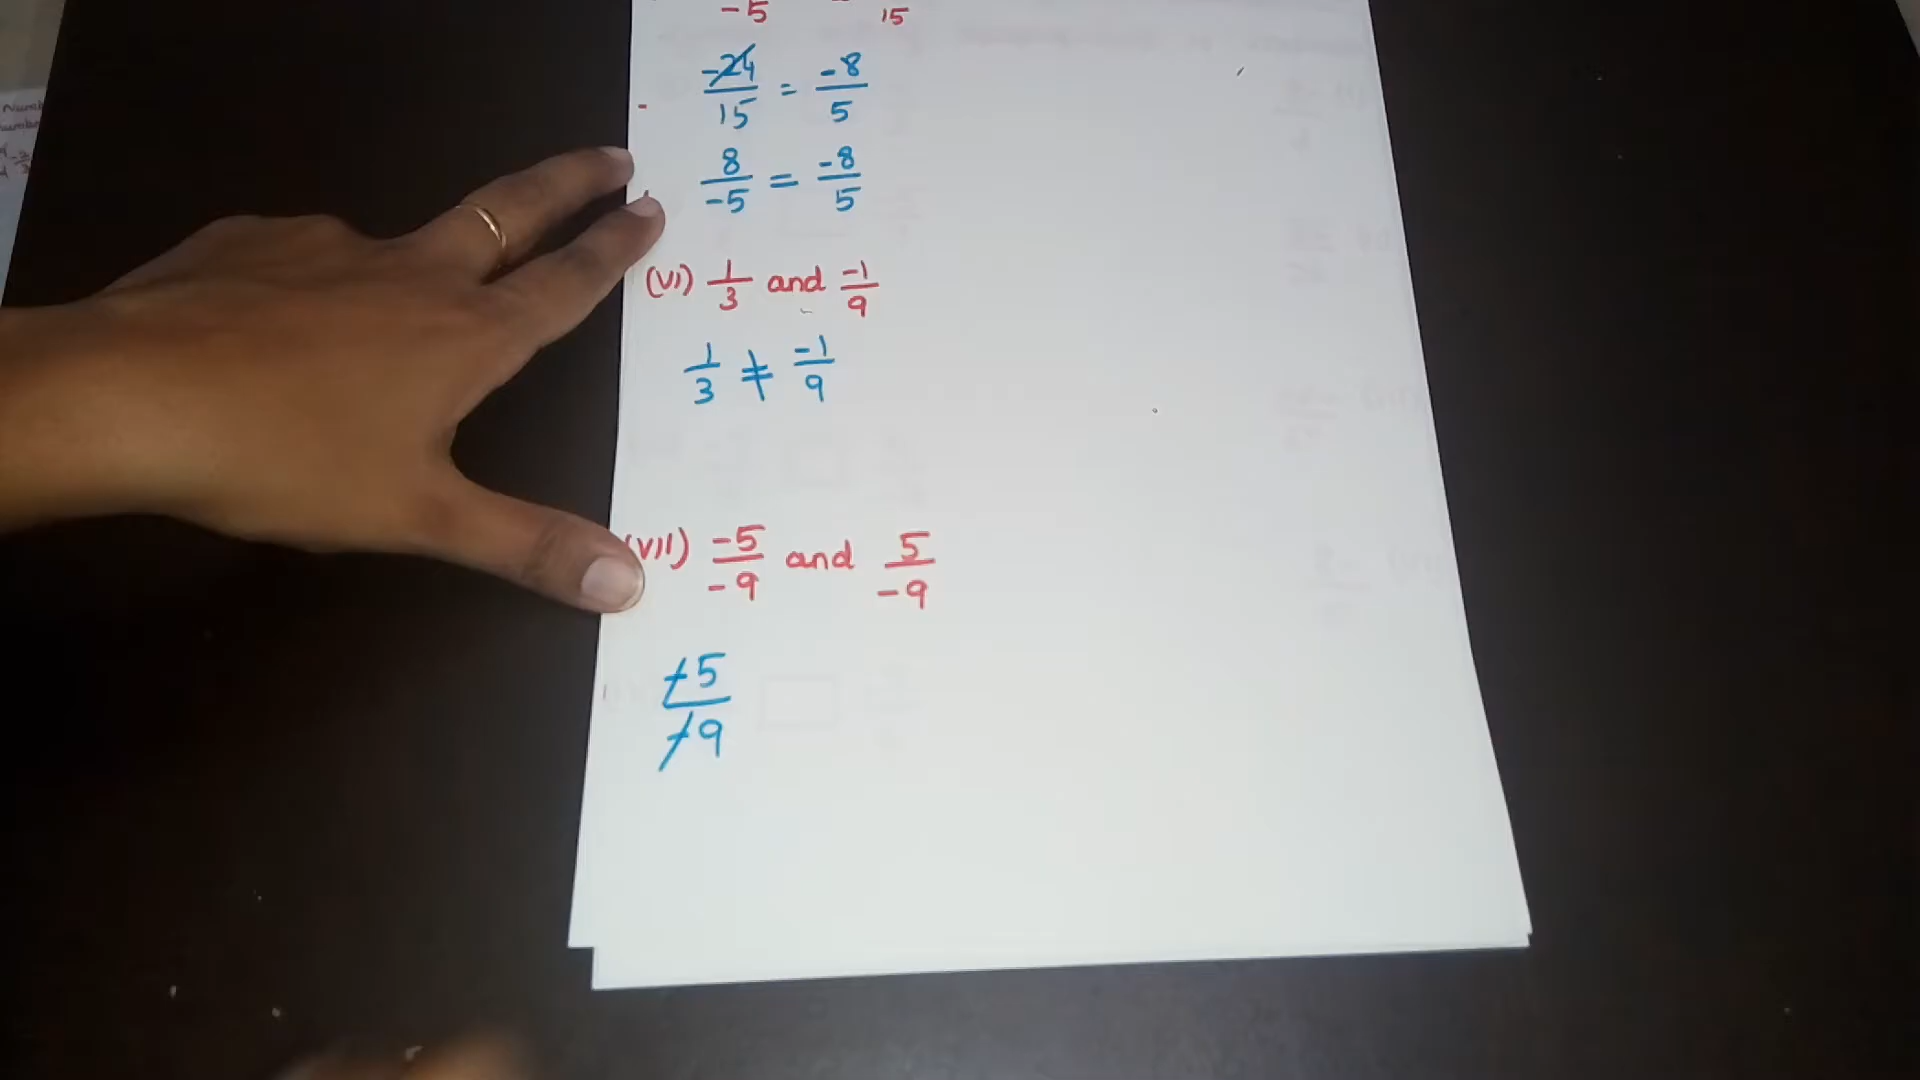 -5 15
-24/15 = -8/5
8/-5 = -8/5
(VI) 1/3 and -1/9
1/3 ≠ -1/9
(VII) -5/-9 and 5/-9
-5/-9